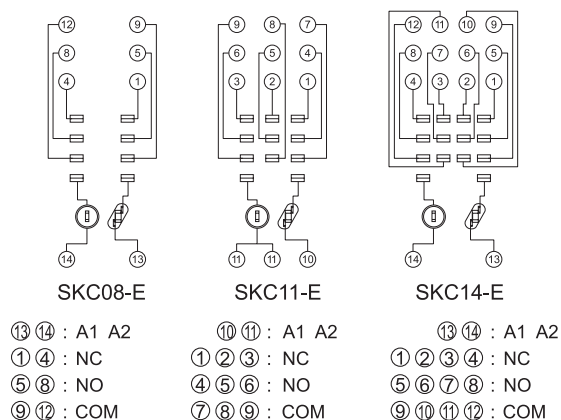 ⑫ ⑨ ⑨ ⑧ ⑦ ⑫ ⑪ ⑩ ⑨
⑧ ⑤ ⑥ ⑤ ④ ⑧ ⑦ ⑥ ⑤
④ ① ③ ② ① ④ ③ ② ①
⑭ ⑬ ⑪ ⑪ ⑩ ⑭ ⑬
SKC08-E SKC11-E SKC14-E
⑬ ⑭ : A1 A2
① ④ : NC
⑤ ⑧ : NO
⑨ ⑫ : COM
⑩ ⑪ : A1 A2
① ② ③ : NC
④ ⑤ ⑥ : NO
⑦ ⑧ ⑨ : COM
⑬ ⑭ : A1 A2
① ② ③ ④ : NC
⑤ ⑥ ⑦ ⑧ : NO
⑨ ⑩ ⑪ ⑫ : COM